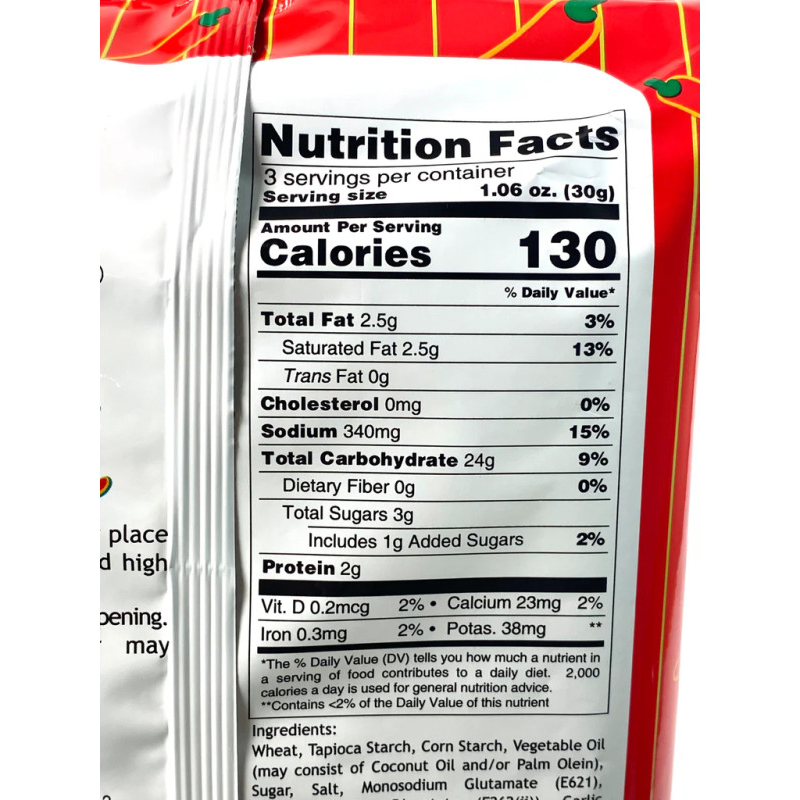 Nutrition Facts
3 servings per container
Serving size 1.06 oz. (30g)
Amount Per Serving
Calories 130
% Daily Value*
Total Fat 2.5g 3%
Saturated Fat 2.5g 13%
Trans Fat 0g
Cholesterol 0mg 0%
Sodium 340mg 15%
Total Carbohydrate 24g 9%
Dietary Fiber 0g 0%
Total Sugars 3g
Includes 1g Added Sugars 2%
Protein 2g
Vit. D 0.2mcg 2% • Calcium 23mg 2%
Iron 0.3mg 2% • Potas. 38mg **
*The % Daily Value (DV) tells you how much a nutrient in
a serving of food contributes to a daily diet. 2,000
calories a day is used for general nutrition advice.
**Contains <2% of the Daily Value of this nutrient
Ingredients:
Wheat, Tapioca Starch, Corn Starch, Vegetable Oil
(may consist of Coconut Oil and/or Palm Olein),
Sugar, Salt, Monosodium Glutamate (E621),
place
high
may